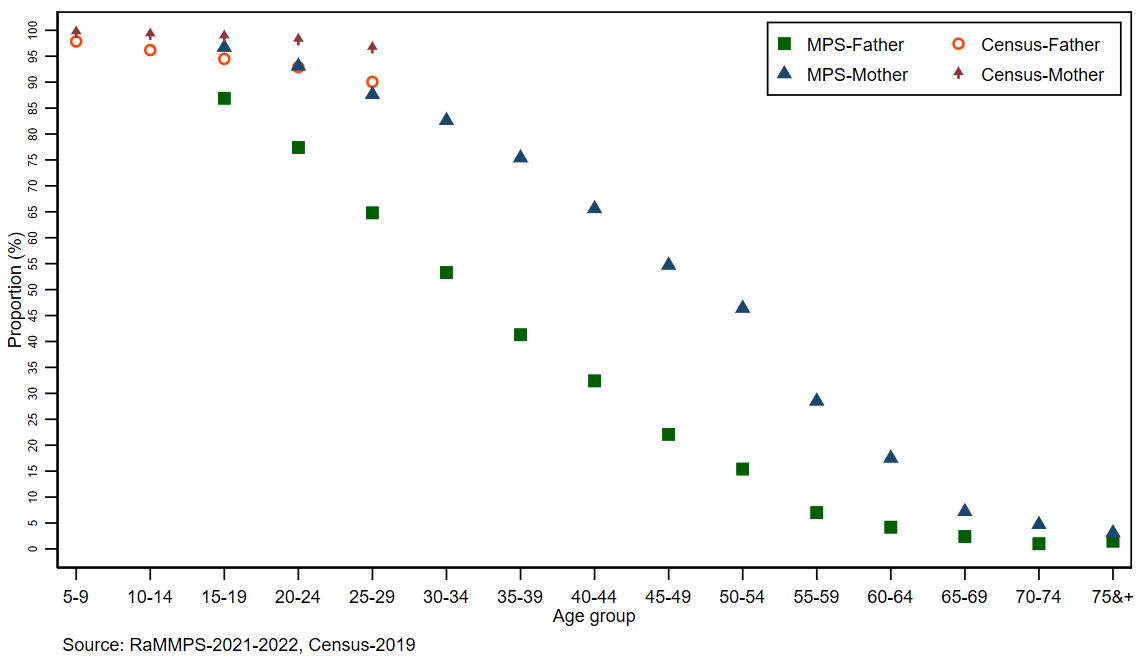 MPS-Father
Census-Father
MPS-Mother
Census-Mother
Proportion (%)
100
95
90
85
80
75
70
65
60
55
50
45
40
35
30
25
20
15
10
5
0
5-9 10-14 15-19 20-24 25-29 30-34 35-39 40-44 45-49 50-54 55-59 60-64 65-69 70-74 75&+
Age group
Source: RaMMPS-2021-2022, Census-2019